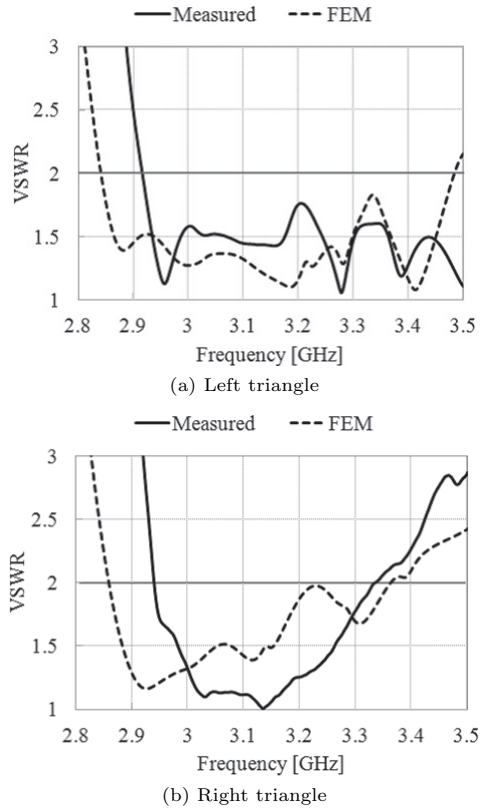 Measured FEM
3
2.5
2
1.5
1
VSWR
2.8 2.9 3 3.1 3.2 3.3 3.4 3.5
Frequency [GHz]
(a) Left triangle
Measured FEM
3
2.5
2
1.5
1
VSWR
2.8 2.9 3 3.1 3.2 3.3 3.4 3.5
Frequency [GHz]
(b) Right triangle